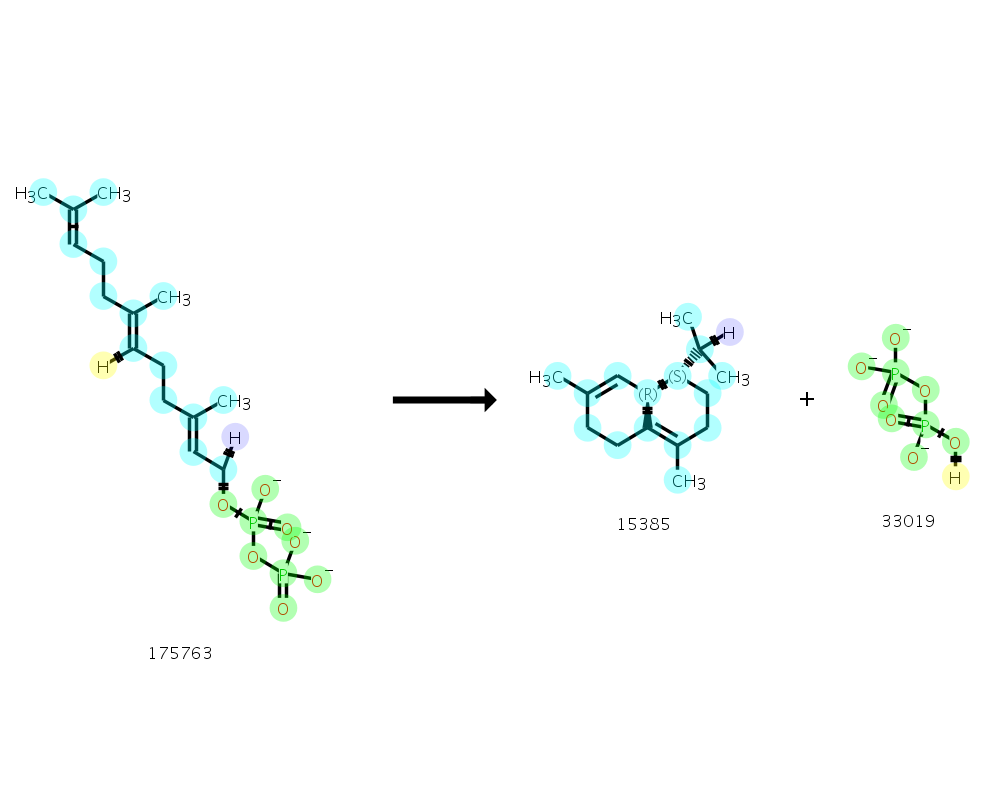 H3C CH3
CH3
H
CH3
H
O O−
P O
O O−
P O−
O
175763
H3C H
(S) CH3
H3C (R)
CH3
15385
+
O−
O− P
O O
O P O
O− H
33019